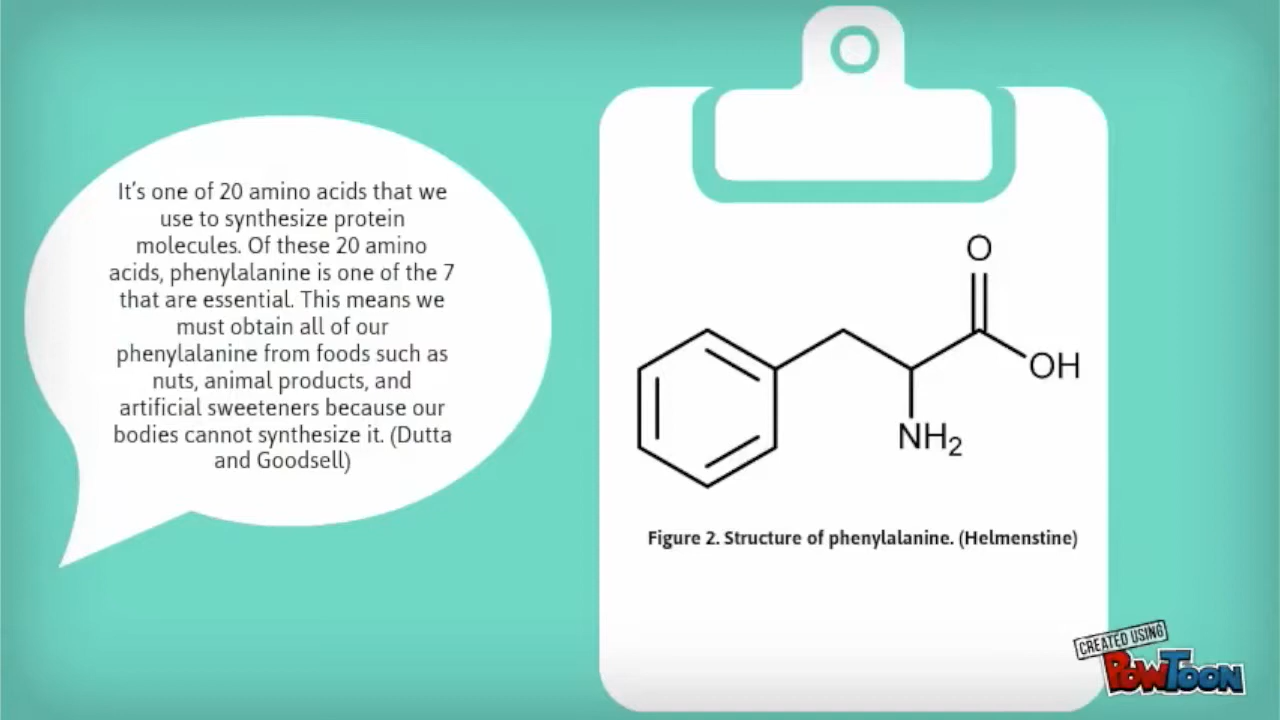 It's one of 20 amino acids that we
use to synthesize protein
molecules. Of these 20 amino
acids, phenylalanine is one of the 7
that are essential. This means we
must obtain all of our
phenylalanine from foods such as
nuts, animal products, and
artificial sweeteners because our
bodies cannot synthesize it. (Dutta
and Goodsell)
O
OH
NH₂
Figure 2. Structure of phenylalanine. (Helmenstine)
CREATED USING
POWTOON